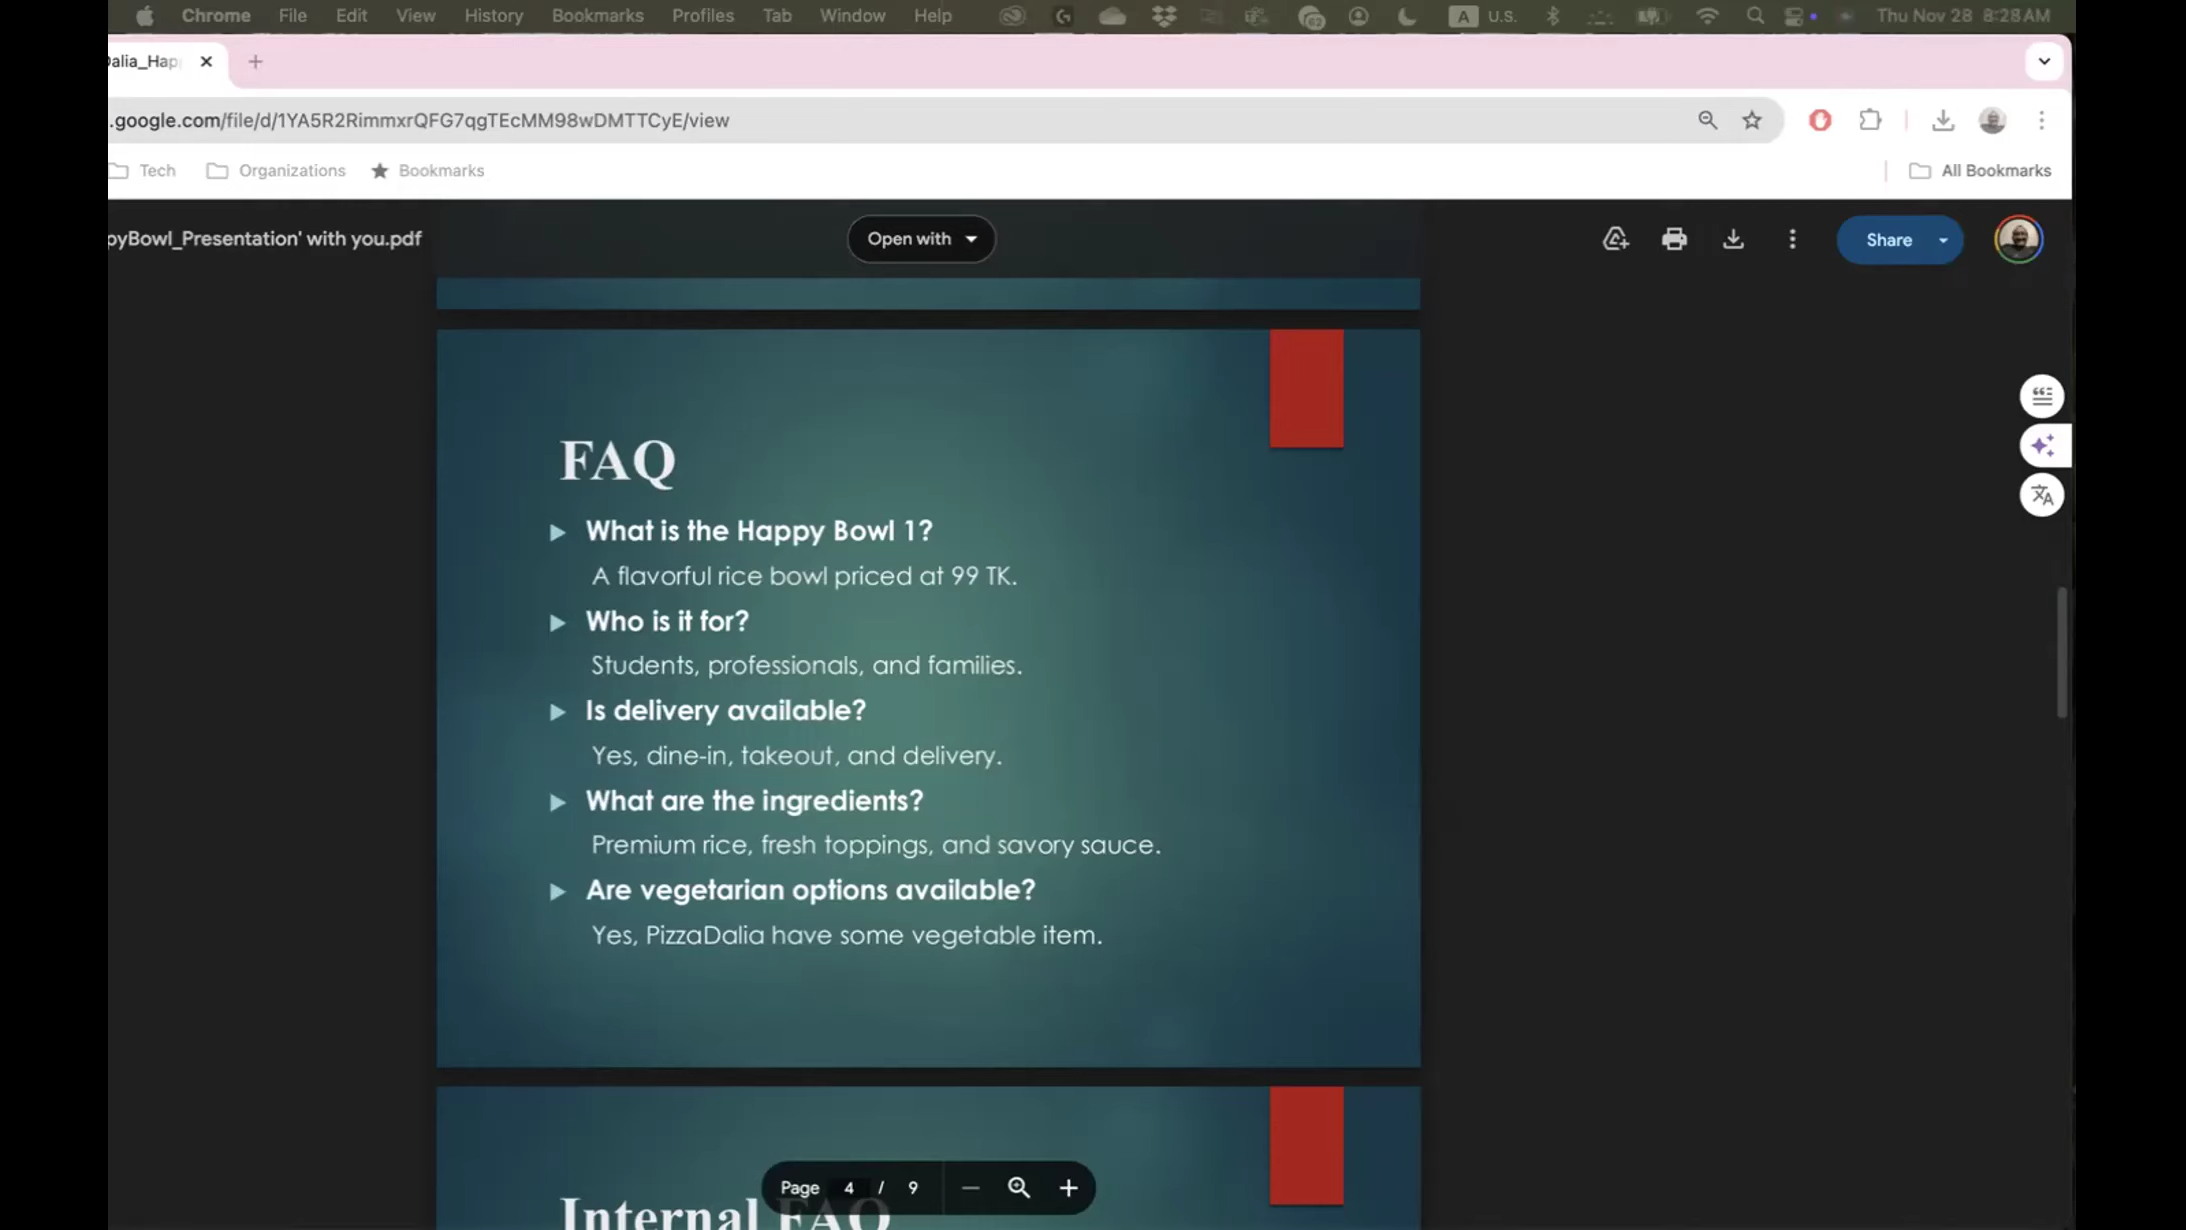 Chrome File Edit View History Bookmarks Profiles Tab Window Help A U.S. Thu Nov 28 8:28 AM
Dalia_Hap
.google.com/file/d/1YA5R2RimmxrQFG7qgTEcMM98wDMTTCyE/view
Tech Organizations Bookmarks All Bookmarks
pyBowl_Presentation' with you.pdf Open with Share
FAQ
What is the Happy Bowl 1?
A flavorful rice bowl priced at 99 TK.
Who is it for?
Students, professionals, and families.
Is delivery available?
Yes, dine-in, takeout, and delivery.
What are the ingredients?
Premium rice, fresh toppings, and savory sauce.
Are vegetarian options available?
Yes, PizzaDalia have some vegetable item.
Page 4 / 9
Internal FAQ